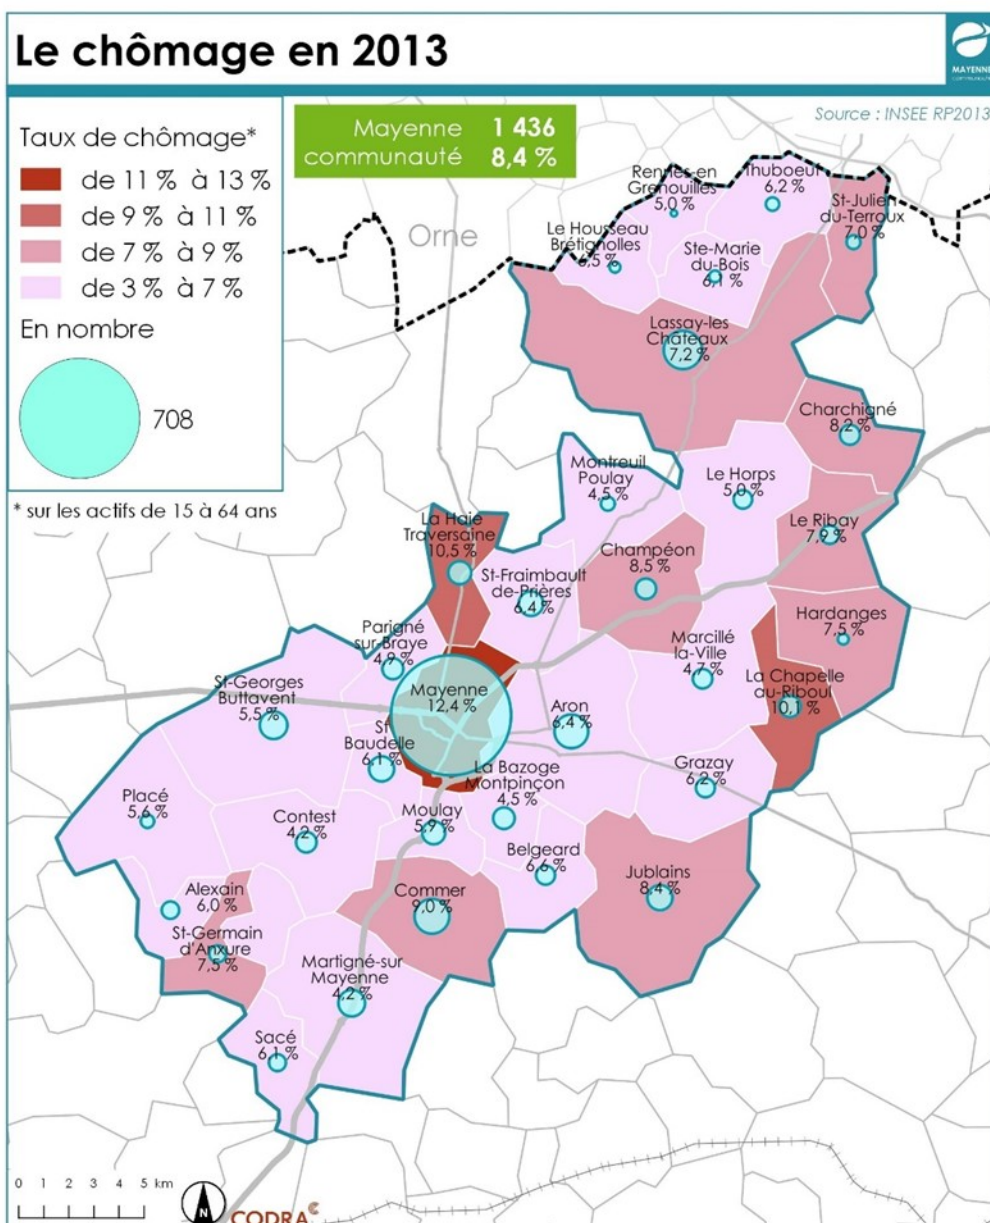 Le chômage en 2013
MAYENNE
Source : INSEE RP2013
Mayenne 1 436
communauté 8,4 %
Taux de chômage*
de 11 % à 13 %
de 9 % à 11 %
de 7 % à 9 %
de 3 % à 7 %
En nombre
708
* sur les actifs de 15 à 64 ans
Orne
Rennes-en
Grenouilles
5,0 %
Thuboeuf
6,2 %
St-Julien
du-Terroux
7,0 %
Le Housseau
Brétignolles
6,5 %
Ste-Marie
du-Bois
6,1 %
Lassay-les
Châteaux
7,2 %
Charchigné
8,2 %
Montreuil
Poulay
4,5 %
Le Horps
5,0 %
Le Ribay
7,9 %
La Haie
Traversaine
10,5 %
Champéon
8,5 %
St-Fraimbault
de-Prières
6,4 %
Hardanges
7,5 %
Parigné
sur-Braye
4,9 %
Marcillé
la-Ville
4,7 %
La Chapelle
au-Riboul
10,1 %
St-Georges
Buttavent
5,5 %
Mayenne
12,4 %
Aron
6,4 %
St
Baudelle
6,1 %
La Bazoge
Montpinçon
4,5 %
Grazay
6,2 %
Placé
5,6 %
Contest
4,2 %
Moulay
5,9 %
Belgeard
6,6 %
Jublains
8,4 %
Alexain
6,0 %
Commer
9,0 %
St-Germain
d'Anxure
7,5 %
Martigné-sur
Mayenne
4,2 %
Sacé
6,1 %
0 1 2 3 4 5 km
N
CODRA